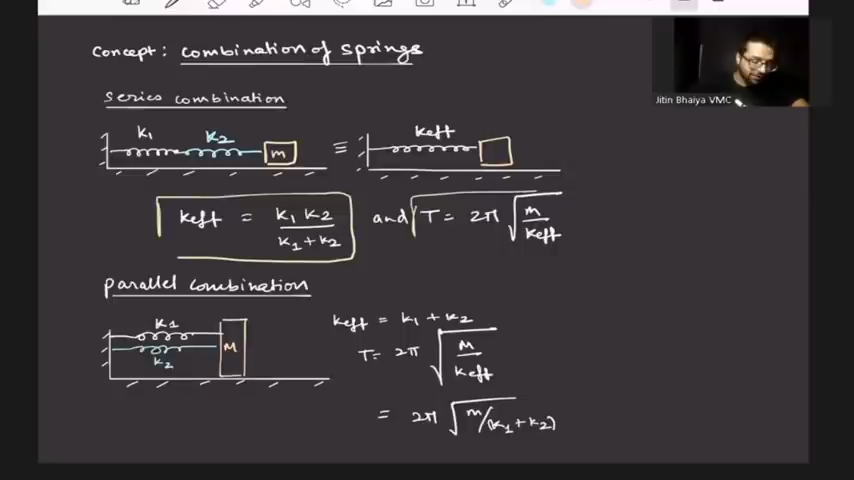 Concept: Combination of Springs
Jitin Bhaiya VMC
series combination
k1 k2 m ≡ keff
keff = k1 k2 / k1+k2 and T = 2π √m/keff
parallel combination
k1 k2 M
keff = k1 + k2
T = 2π √M/keff
= 2π √m/(k1+k2)